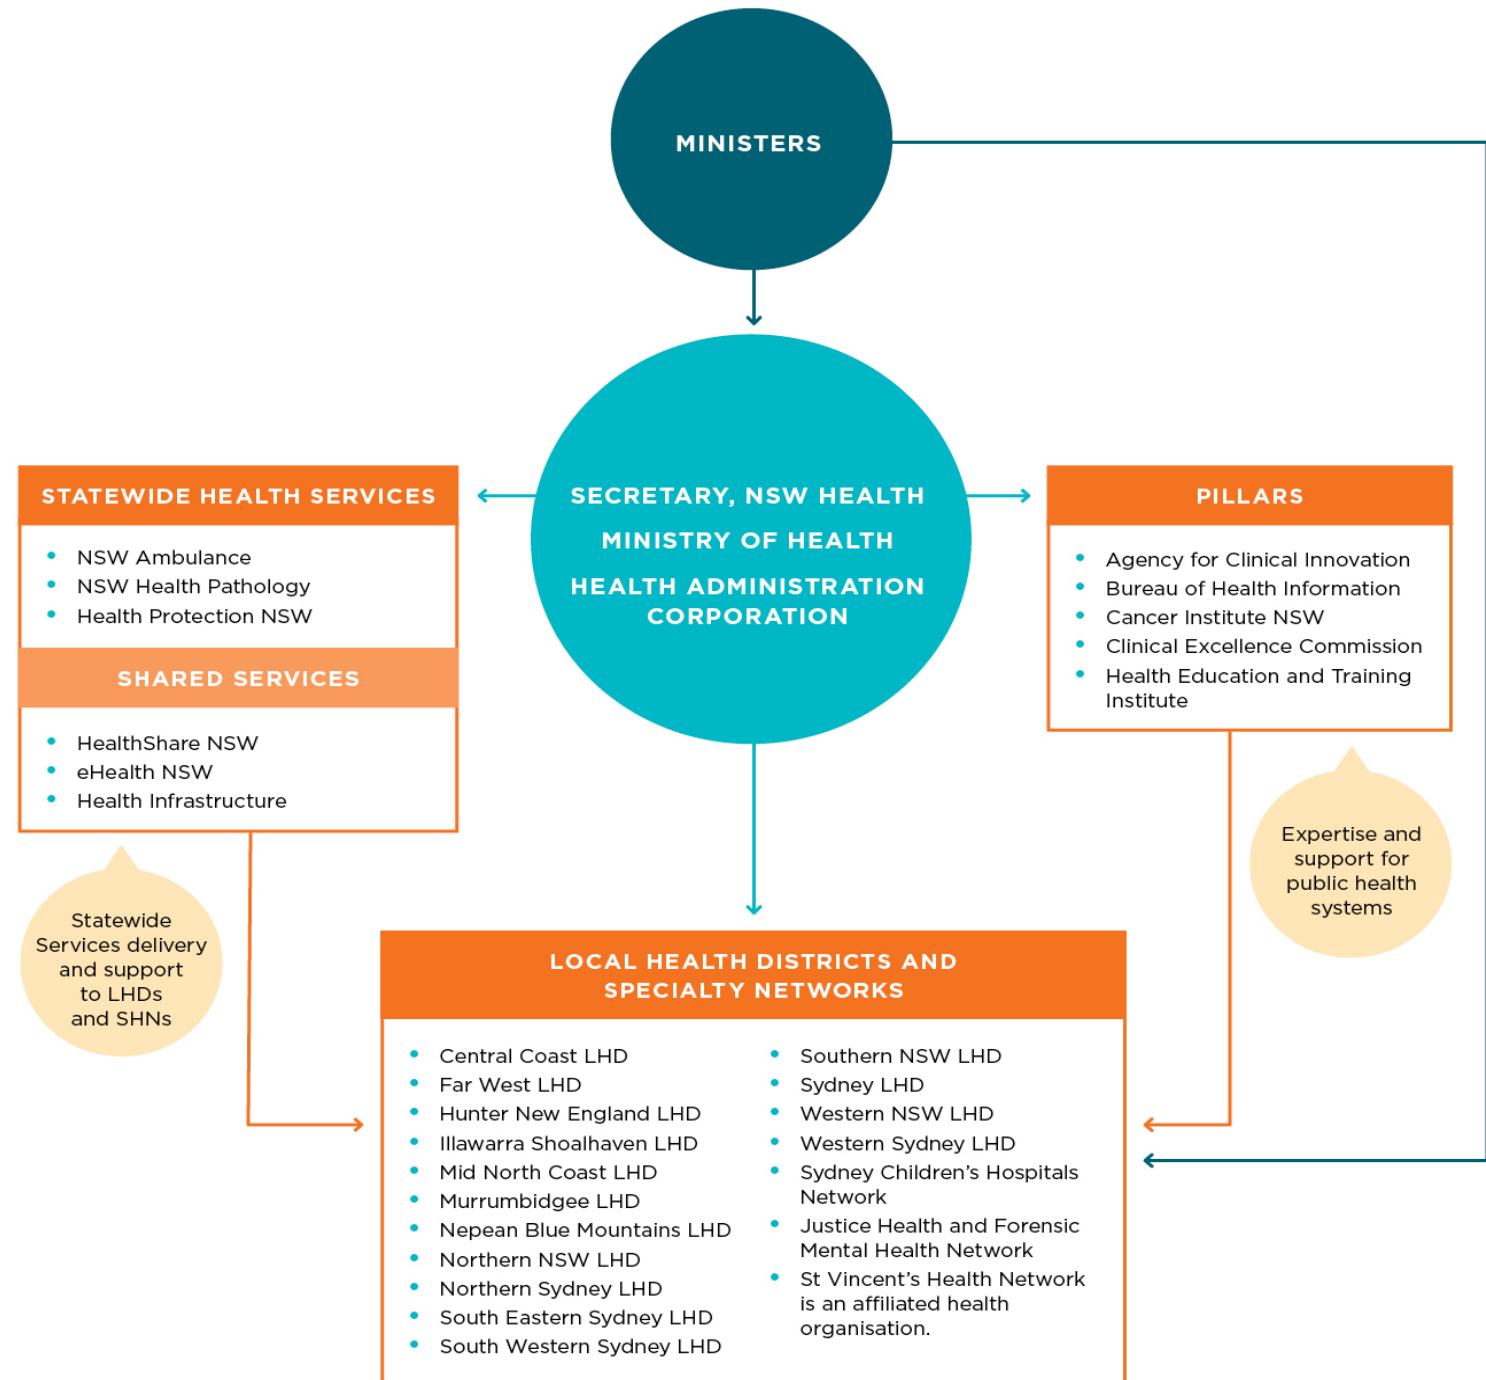 MINISTERS
SECRETARY, NSW HEALTH
MINISTRY OF HEALTH
HEALTH ADMINISTRATION
CORPORATION
STATEWIDE HEALTH SERVICES
• NSW Ambulance
• NSW Health Pathology
• Health Protection NSW
SHARED SERVICES
• HealthShare NSW
• eHealth NSW
• Health Infrastructure
Statewide
Services delivery
and support
to LHDs
and SHNs
PILLARS
• Agency for Clinical Innovation
• Bureau of Health Information
• Cancer Institute NSW
• Clinical Excellence Commission
• Health Education and Training
Institute
Expertise and
support for
public health
systems
LOCAL HEALTH DISTRICTS AND
SPECIALTY NETWORKS
• Central Coast LHD
• Far West LHD
• Hunter New England LHD
• Illawarra Shoalhaven LHD
• Mid North Coast LHD
• Murrumbidgee LHD
• Nepean Blue Mountains LHD
• Northern NSW LHD
• Northern Sydney LHD
• South Eastern Sydney LHD
• South Western Sydney LHD
• Southern NSW LHD
• Sydney LHD
• Western NSW LHD
• Western Sydney LHD
• Sydney Children’s Hospitals
Network
• Justice Health and Forensic
Mental Health Network
• St Vincent’s Health Network
is an affiliated health
organisation.